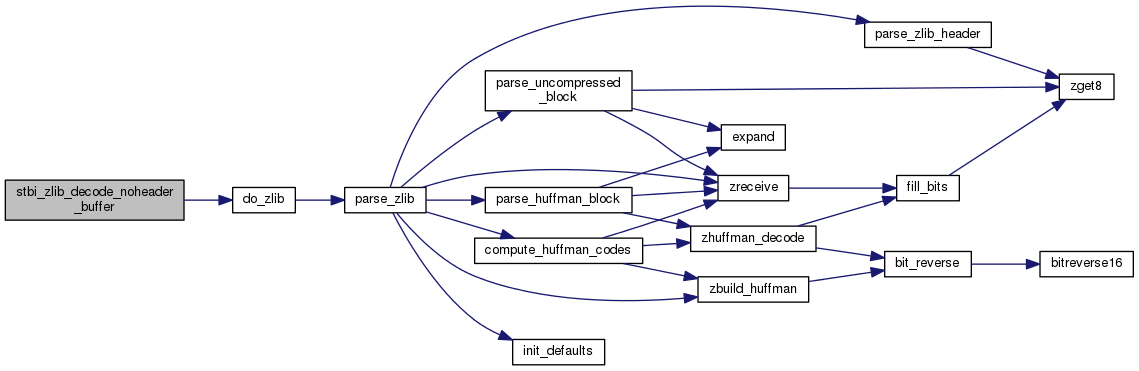 stbi_zlib_decode_noheader
_buffer
do_zlib
parse_zlib
parse_zlib_header
parse_uncompressed
_block
zget8
expand
zreceive
fill_bits
parse_huffman_block
compute_huffman_codes
zhuffman_decode
bit_reverse
bitreverse16
zbuild_huffman
init_defaults